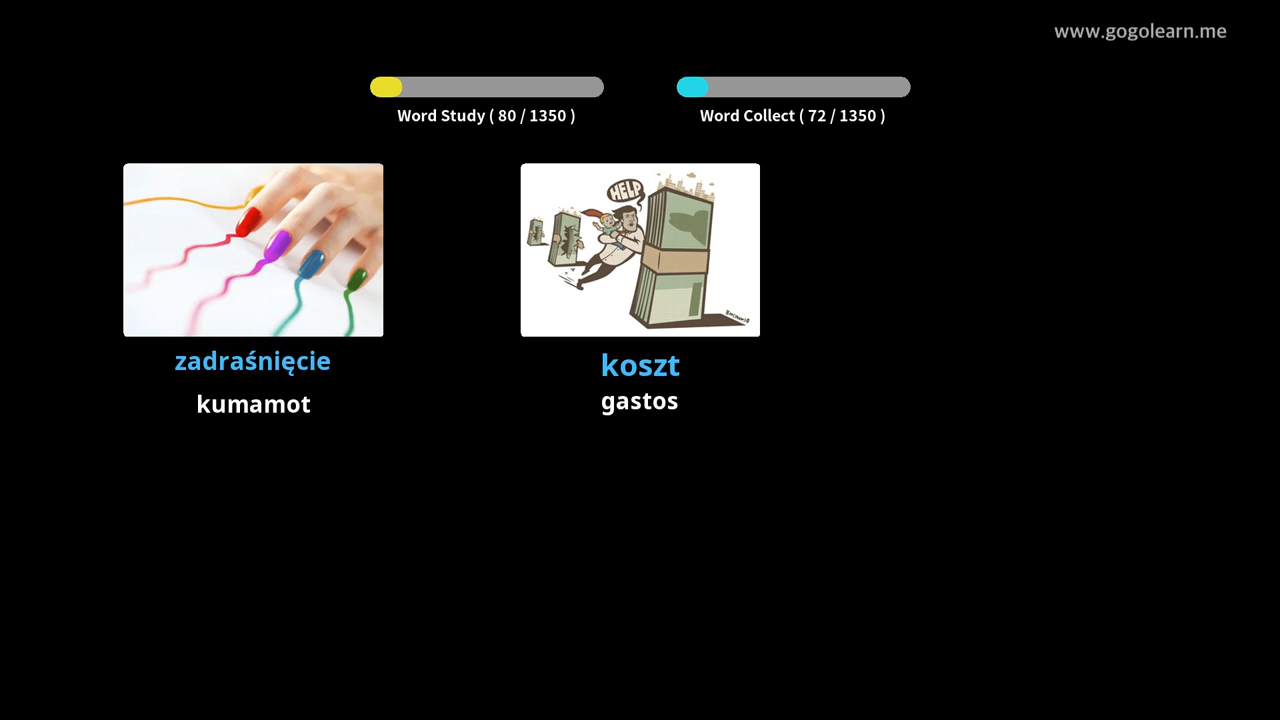 www.gogolearn.me
Word Study ( 80 / 1350 )
Word Collect ( 72 / 1350 )
HELP
zadraśnięcie
kumamot
koszt
gastos